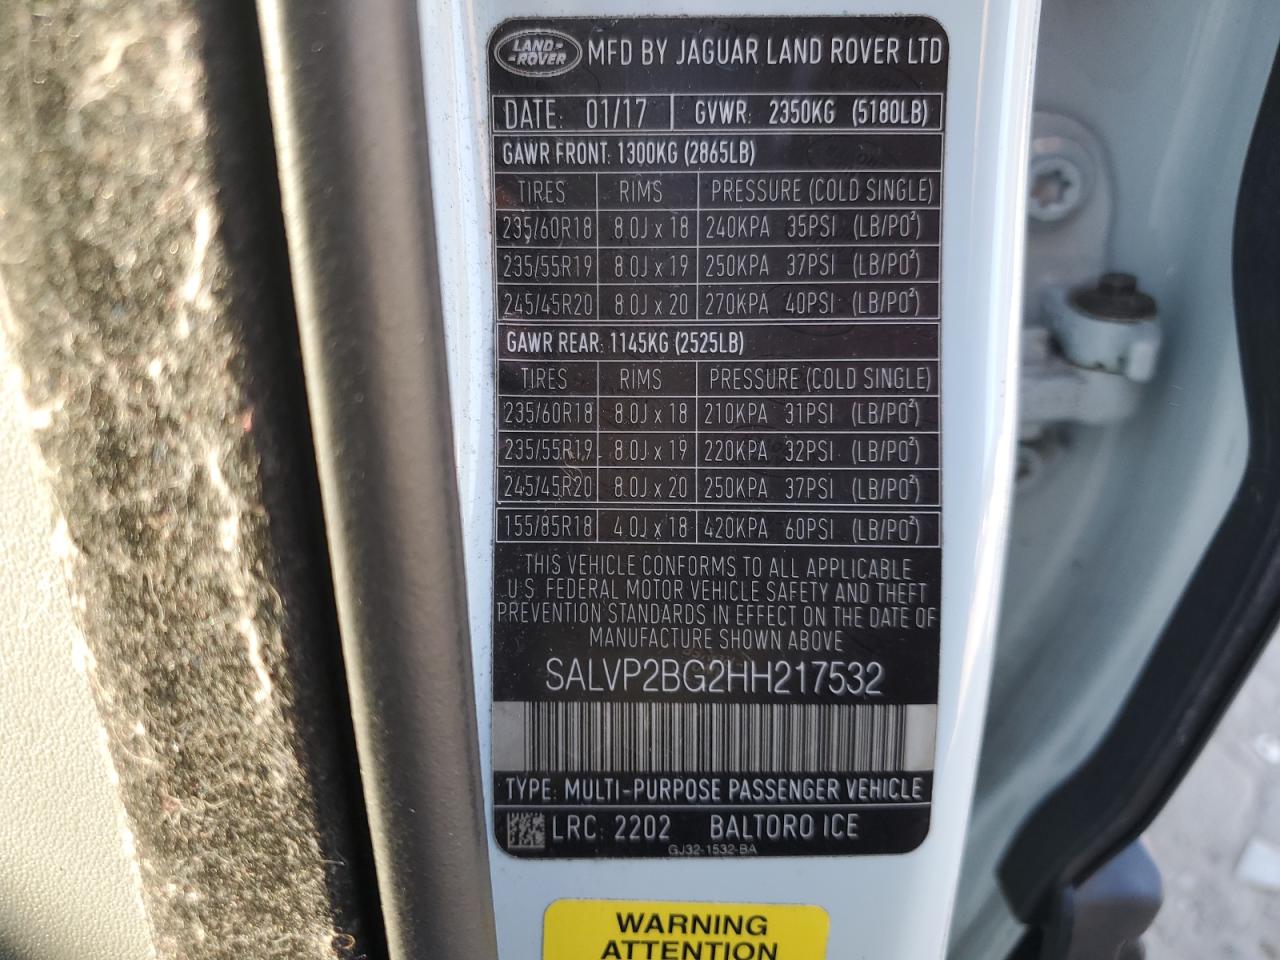 LAND-
-ROVER
MFD BY JAGUAR LAND ROVER LTD
DATE: 01/17 GVWR: 2350KG (5180LB)
GAWR FRONT: 1300KG (2865LB)
TIRES RIMS PRESSURE (COLD SINGLE)
235/60R18 8.0J x 18 240KPA 35PSI (LB/PO²)
235/55R19 8.0J x 19 250KPA 37PSI (LB/PO²)
245/45R20 8.0J x 20 270KPA 40PSI (LB/PO²)
GAWR REAR: 1145KG (2525LB)
TIRES RIMS PRESSURE (COLD SINGLE)
235/60R18 8.0J x 18 210KPA 31PSI (LB/PO²)
235/55R19 8.0J x 19 220KPA 32PSI (LB/PO²)
245/45R20 8.0J x 20 250KPA 37PSI (LB/PO²)
155/85R18 4.0J x 18 420KPA 60PSI (LB/PO²)
THIS VEHICLE CONFORMS TO ALL APPLICABLE
U.S. FEDERAL MOTOR VEHICLE SAFETY AND THEFT
PREVENTION STANDARDS IN EFFECT ON THE DATE OF
MANUFACTURE SHOWN ABOVE
SALVP2BG2HH217532
TYPE: MULTI-PURPOSE PASSENGER VEHICLE
LRC: 2202 BALTORO ICE
GJ32-1532-BA
WARNING
ATTENTION